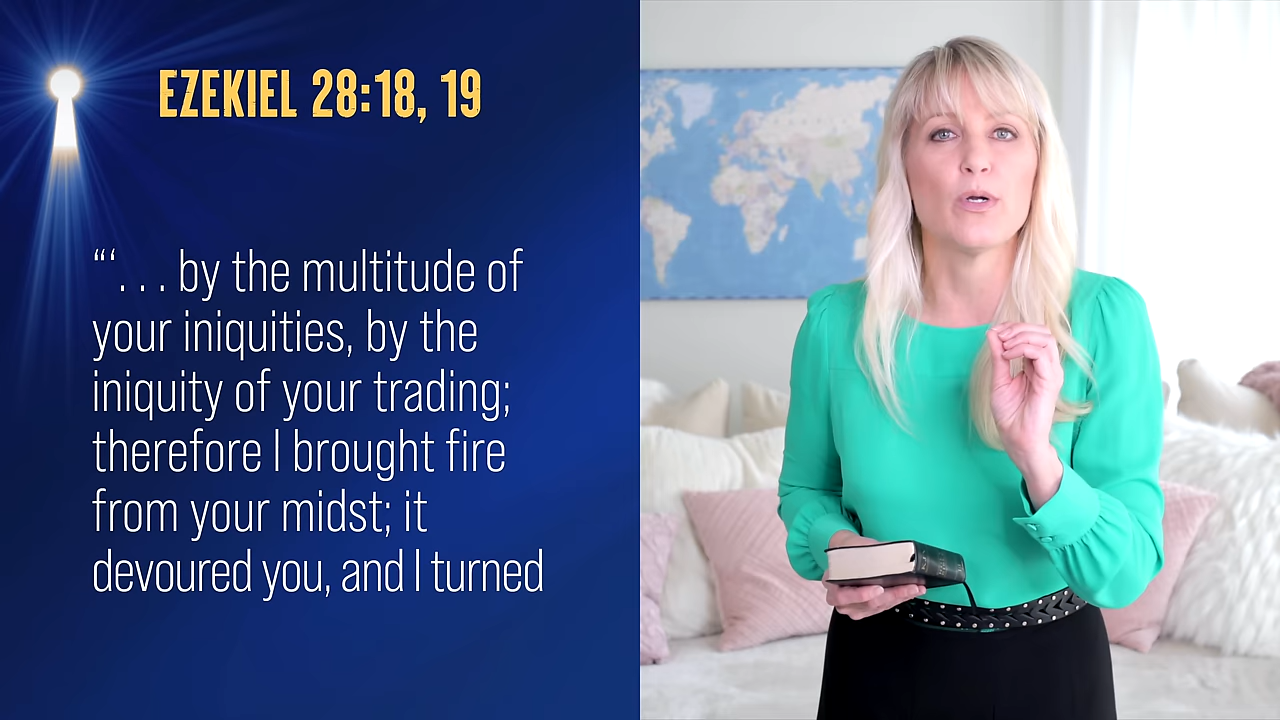 EZEKIEL 28:18, 19
“‘. . . by the multitude of
your iniquities, by the
iniquity of your trading;
therefore I brought fire
from your midst; it
devoured you, and I turned